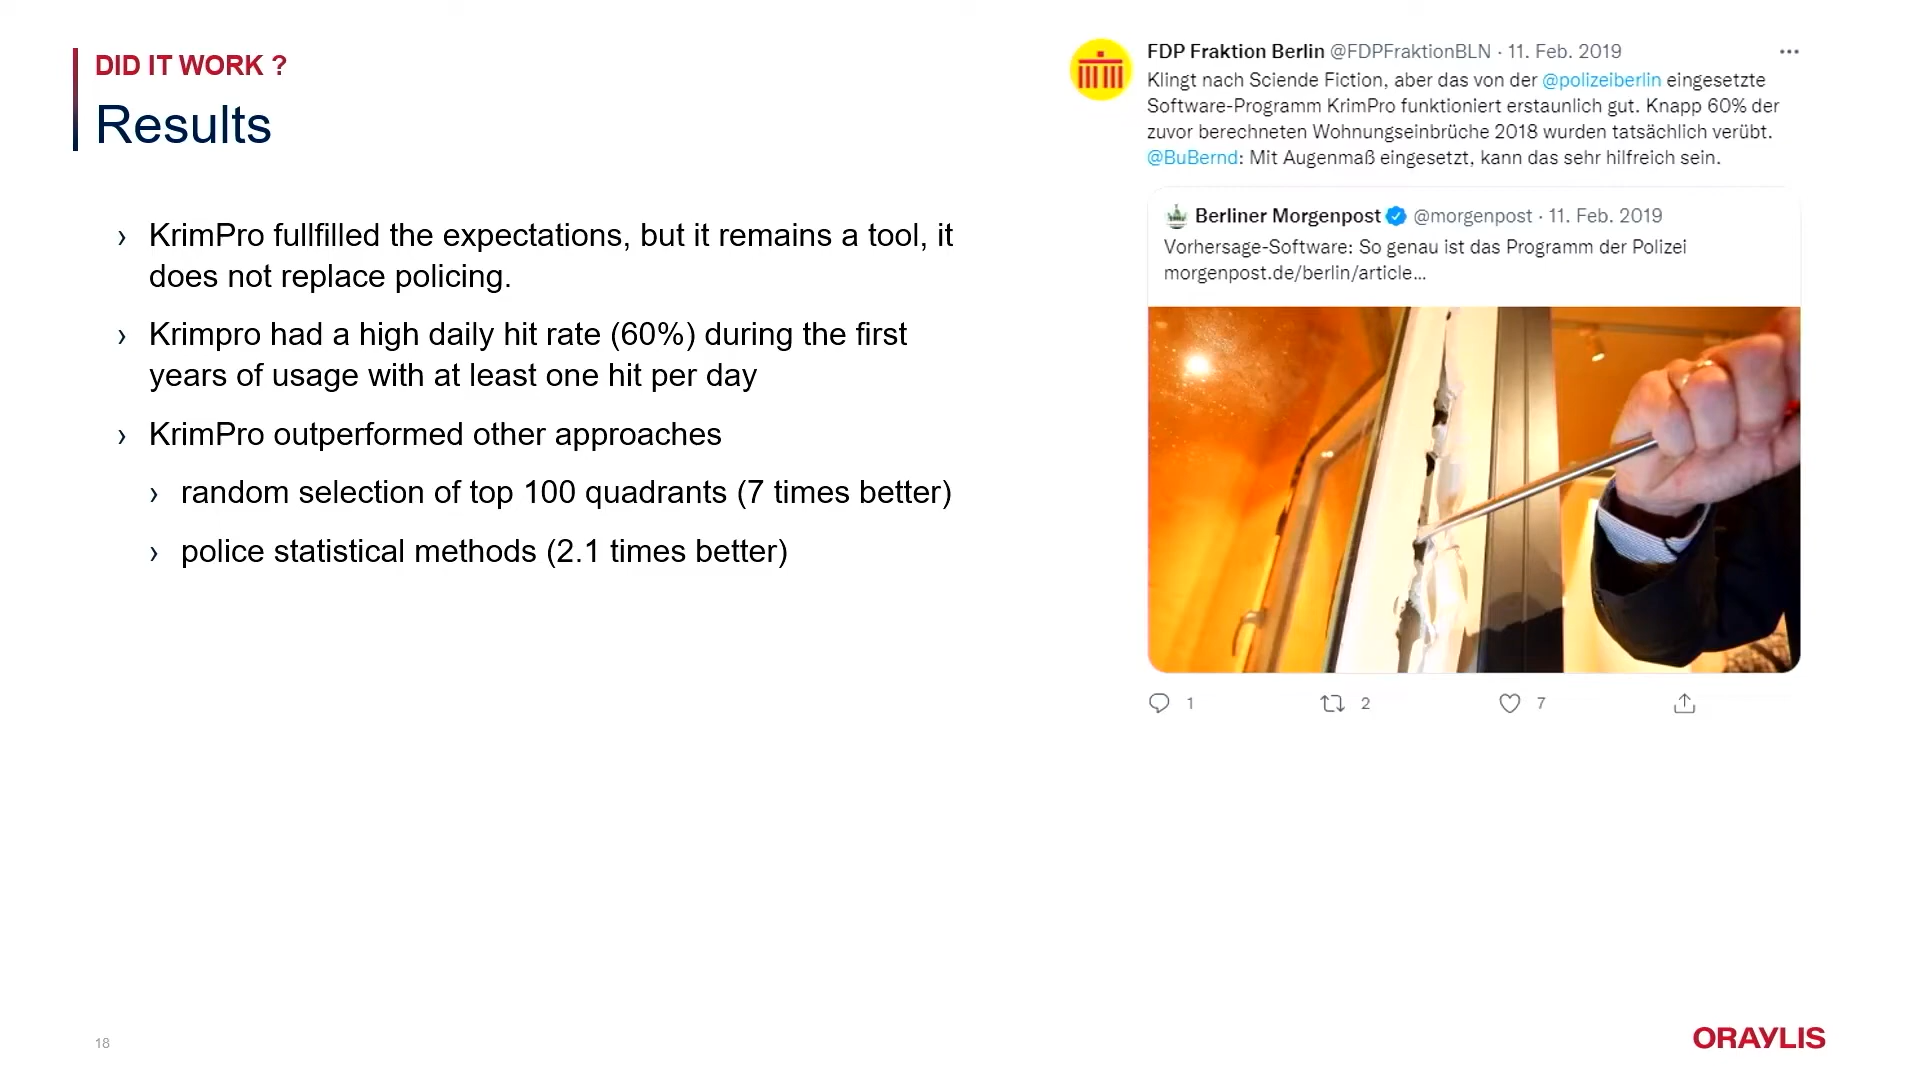 DID IT WORK ?
Results
› KrimPro fullfilled the expectations, but it remains a tool, it
does not replace policing.
› Krimpro had a high daily hit rate (60%) during the first
years of usage with at least one hit per day
› KrimPro outperformed other approaches
› random selection of top 100 quadrants (7 times better)
› police statistical methods (2.1 times better)
FDP Fraktion Berlin @FDPFraktionBLN · 11. Feb. 2019
Klingt nach Sciende Fiction, aber das von der @polizeiberlin eingesetzte
Software-Programm KrimPro funktioniert erstaunlich gut. Knapp 60% der
zuvor berechneten Wohnungseinbrüche 2018 wurden tatsächlich verübt.
@BuBernd: Mit Augenmaß eingesetzt, kann das sehr hilfreich sein.
Berliner Morgenpost @morgenpost · 11. Feb. 2019
Vorhersage-Software: So genau ist das Programm der Polizei
morgenpost.de/berlin/article...
1 2 7
18
ORAYLIS